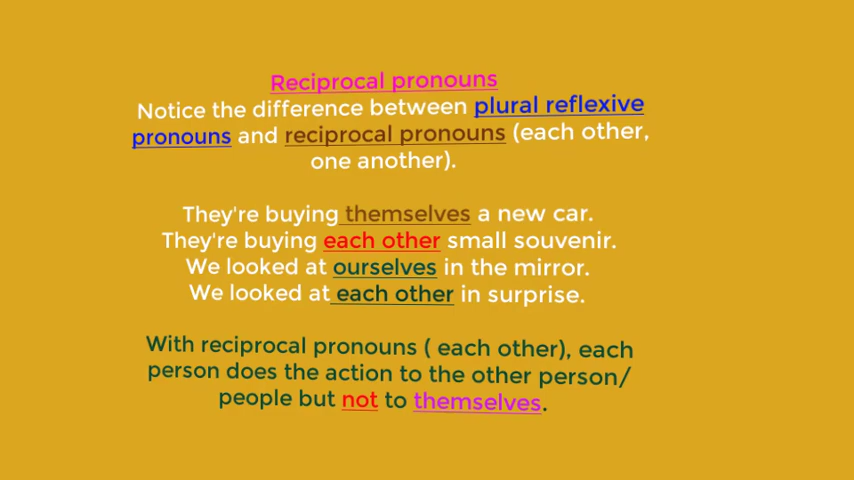 Reciprocal pronouns
Notice the difference between plural reflexive
pronouns and reciprocal pronouns (each other,
one another).
They're buying themselves a new car.
They're buying each other small souvenir.
We looked at ourselves in the mirror.
We looked at each other in surprise.
With reciprocal pronouns ( each other), each
person does the action to the other person/
people but not to themselves.